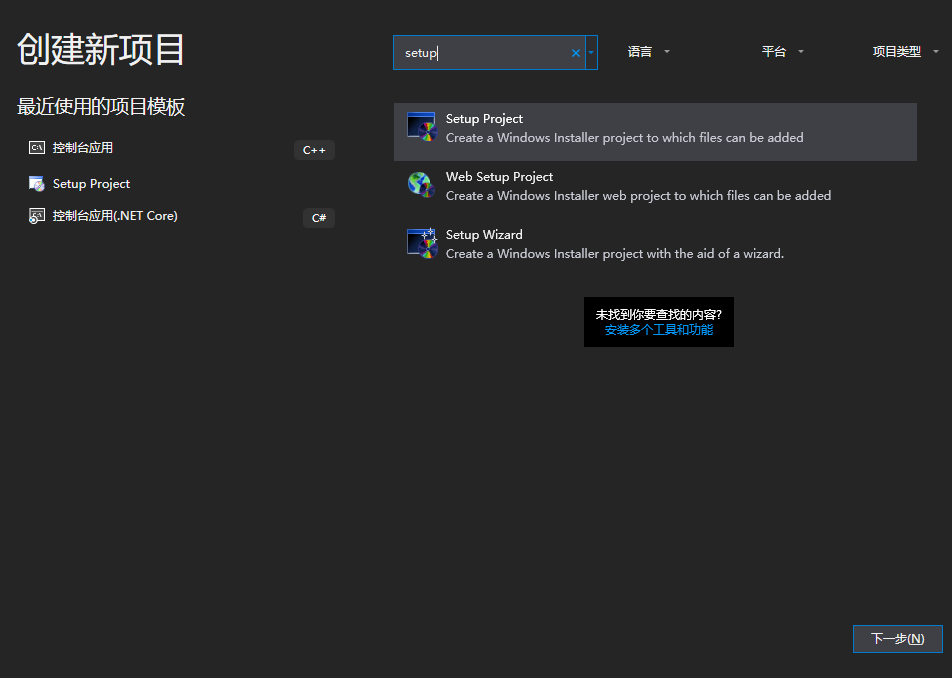 创建新项目
最近使用的项目模板
控制台应用
C++
Setup Project
控制台应用(.NET Core)
C#
setup
语言
平台
项目类型
Setup Project
Create a Windows Installer project to which files can be added
Web Setup Project
Create a Windows Installer web project to which files can be added
Setup Wizard
Create a Windows Installer project with the aid of a wizard.
未找到你要查找的内容?
安装多个工具和功能
下一步(N)